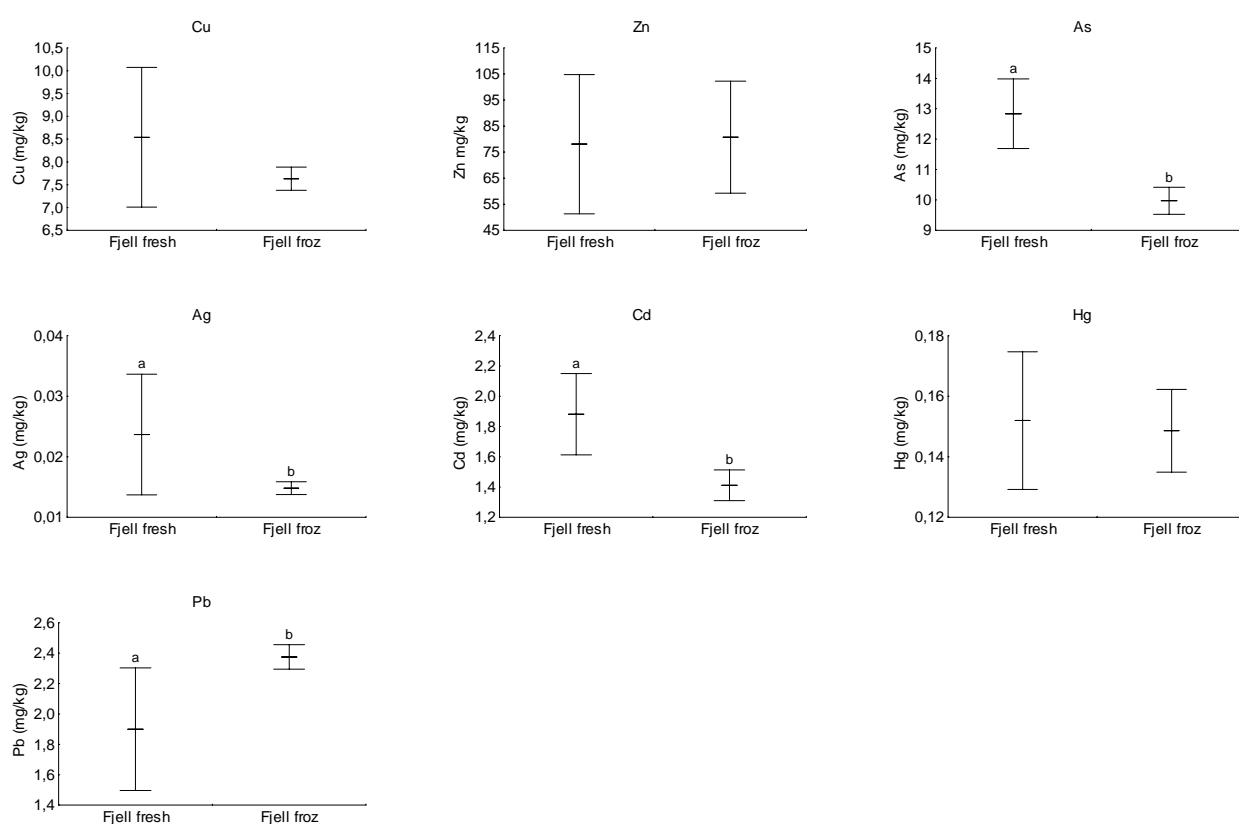 Cu
10,5
10,0
9,5
9,0
8,5
8,0
7,5
7,0
6,5
Cu (mg/kg)
Fjell fresh Fjell froz
Zn
115
105
95
85
75
65
55
45
Zn mg/kg
Fjell fresh Fjell froz
As
15
14
13
12
11
10
9
As (mg/kg)
a
b
Fjell fresh Fjell froz
Ag
0,04
0,03
0,02
0,01
Ag (mg/kg)
a
b
Fjell fresh Fjell froz
Cd
2,4
2,2
2,0
1,8
1,6
1,4
1,2
Cd (mg/kg)
a
b
Fjell fresh Fjell froz
Hg
0,18
0,16
0,14
0,12
Hg (mg/kg)
Fjell fresh Fjell froz
Pb
2,6
2,4
2,2
2,0
1,8
1,6
1,4
Pb (mg/kg)
a
b
Fjell fresh Fjell froz